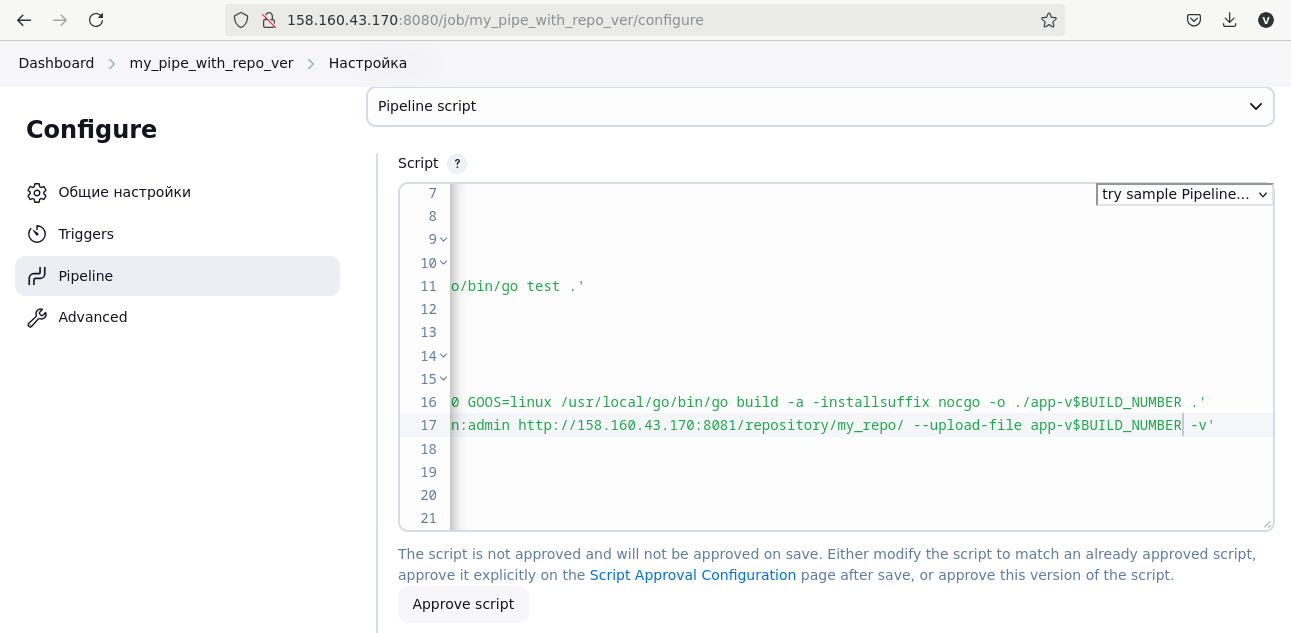 158.160.43.170:8080/job/my_pipe_with_repo_ver/configure
V
Dashboard > my_pipe_with_repo_ver > Настройка
Configure
Общие настройки
Triggers
Pipeline
Advanced
Pipeline script
Script ?
try sample Pipeline...
7
8
9
10
11 o/bin/go test .'
12
13
14
15
16 0 GOOS=linux /usr/local/go/bin/go build -a -installsuffix nocgo -o ./app-v$BUILD_NUMBER .'
17 n:admin http://158.160.43.170:8081/repository/my_repo/ --upload-file app-v$BUILD_NUMBER -v'
18
19
20
21
The script is not approved and will not be approved on save. Either modify the script to match an already approved script,
approve it explicitly on the Script Approval Configuration page after save, or approve this version of the script.
Approve script